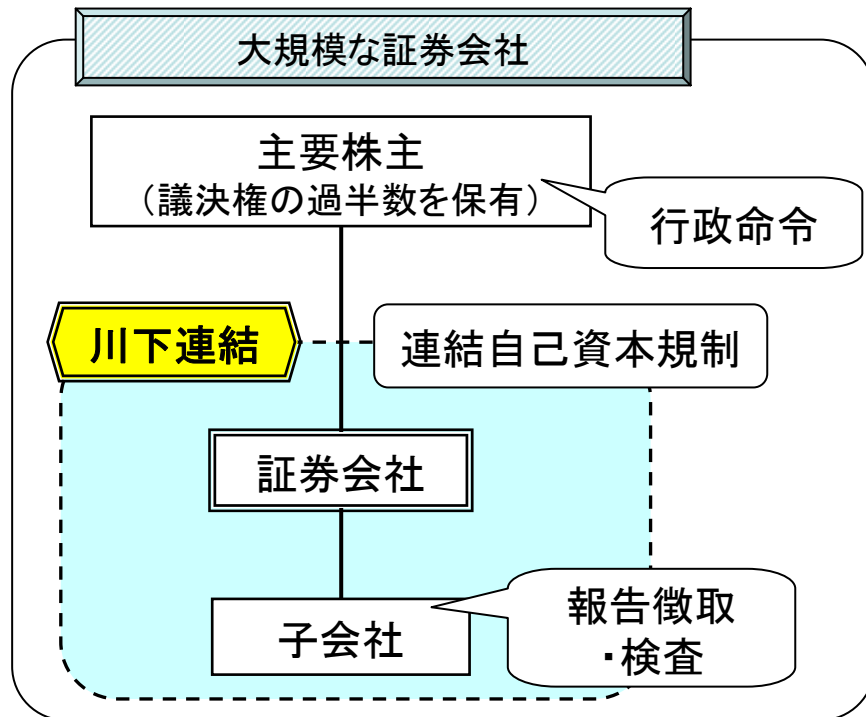 大規模な証券会社
主要株主
（議決権の過半数を保有）
行政命令
川下連結
連結自己資本規制
証券会社
子会社
報告徴取
・検査